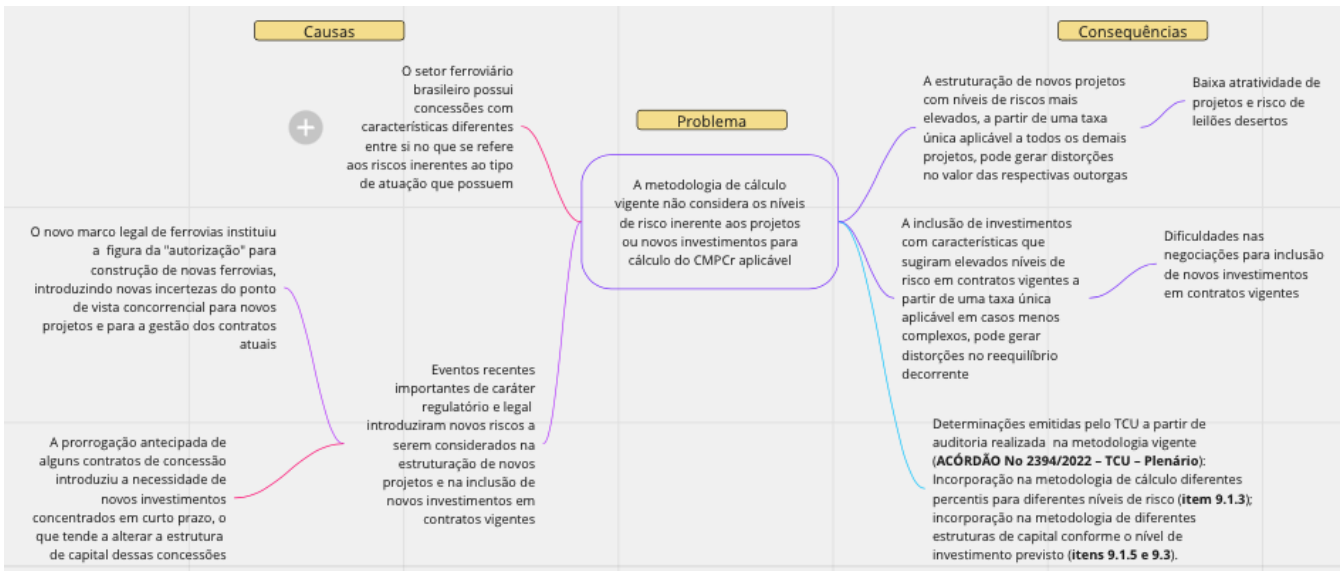 Causas
O setor ferroviário
brasileiro possui
concessões com
características diferentes
entre si no que se refere
aos riscos inerentes ao tipo
de atuação que possuem
O novo marco legal de ferrovias instituiu
a figura da "autorização" para
construção de novas ferrovias,
introduzindo novas incertezas do ponto
de vista concorrencial para novos
projetos e para a gestão dos contratos
atuais
Eventos recentes
importantes de caráter
regulatório e legal
introduziram novos riscos a
serem considerados na
estruturação de novos
projetos e na inclusão de
novos investimentos em
contratos vigentes
A prorrogação antecipada de
alguns contratos de concessão
introduziu a necessidade de
novos investimentos
concentrados em curto prazo, o
que tende a alterar a estrutura
de capital dessas concessões
Problema
A metodologia de cálculo
vigente não considera os níveis
de risco inerente aos projetos
ou novos investimentos para
cálculo do CMPCr aplicável
Consequências
A estruturação de novos projetos
com níveis de riscos mais
elevados, a partir de uma taxa
única aplicável a todos os demais
projetos, pode gerar distorções
no valor das respectivas outorgas
Baixa atratividade de
projetos e risco de
leilões desertos
A inclusão de investimentos
com características que
sugiram elevados níveis de
risco em contratos vigentes a
partir de uma taxa única
aplicável em casos menos
complexos, pode gerar
distorções no reequilíbrio
decorrente
Dificuldades nas
negociações para inclusão
de novos investimentos
em contratos vigentes
Determinações emitidas pelo TCU a partir de
auditoria realizada na metodologia vigente
(ACÓRDÃO No 2394/2022 – TCU – Plenário):
Incorporação na metodologia de cálculo diferentes
percentis para diferentes níveis de risco (item 9.1.3);
incorporação na metodologia de diferentes
estruturas de capital conforme o nível de
investimento previsto (itens 9.1.5 e 9.3).